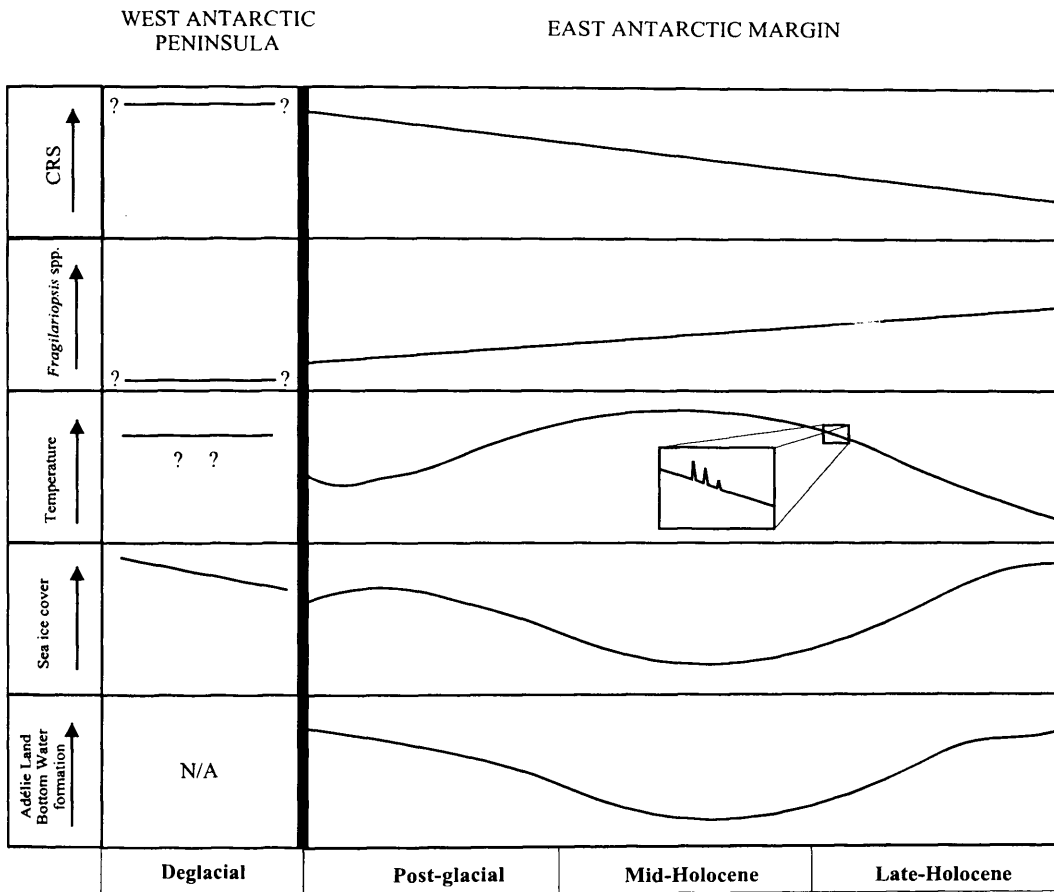 WEST ANTARCTIC
PENINSULA
EAST ANTARCTIC MARGIN
CRS
? ?
Fragilariopsis spp.
? ?
Temperature
? ?
Sea ice cover
Adélie Land
Bottom Water
formation
N/A
Deglacial
Post-glacial
Mid-Holocene
Late-Holocene